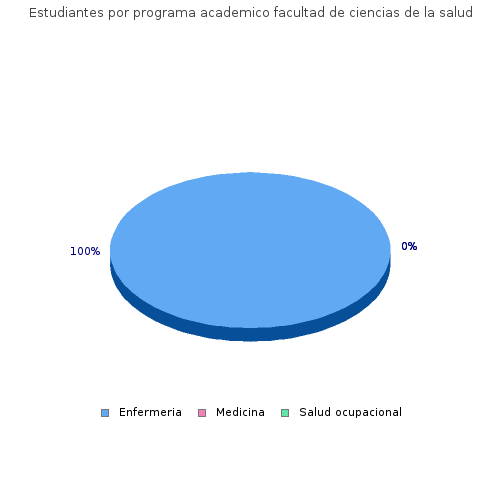 Estudiantes por programa academico facultad de ciencias de la salud
100%
0%
Enfermeria Medicina Salud ocupacional